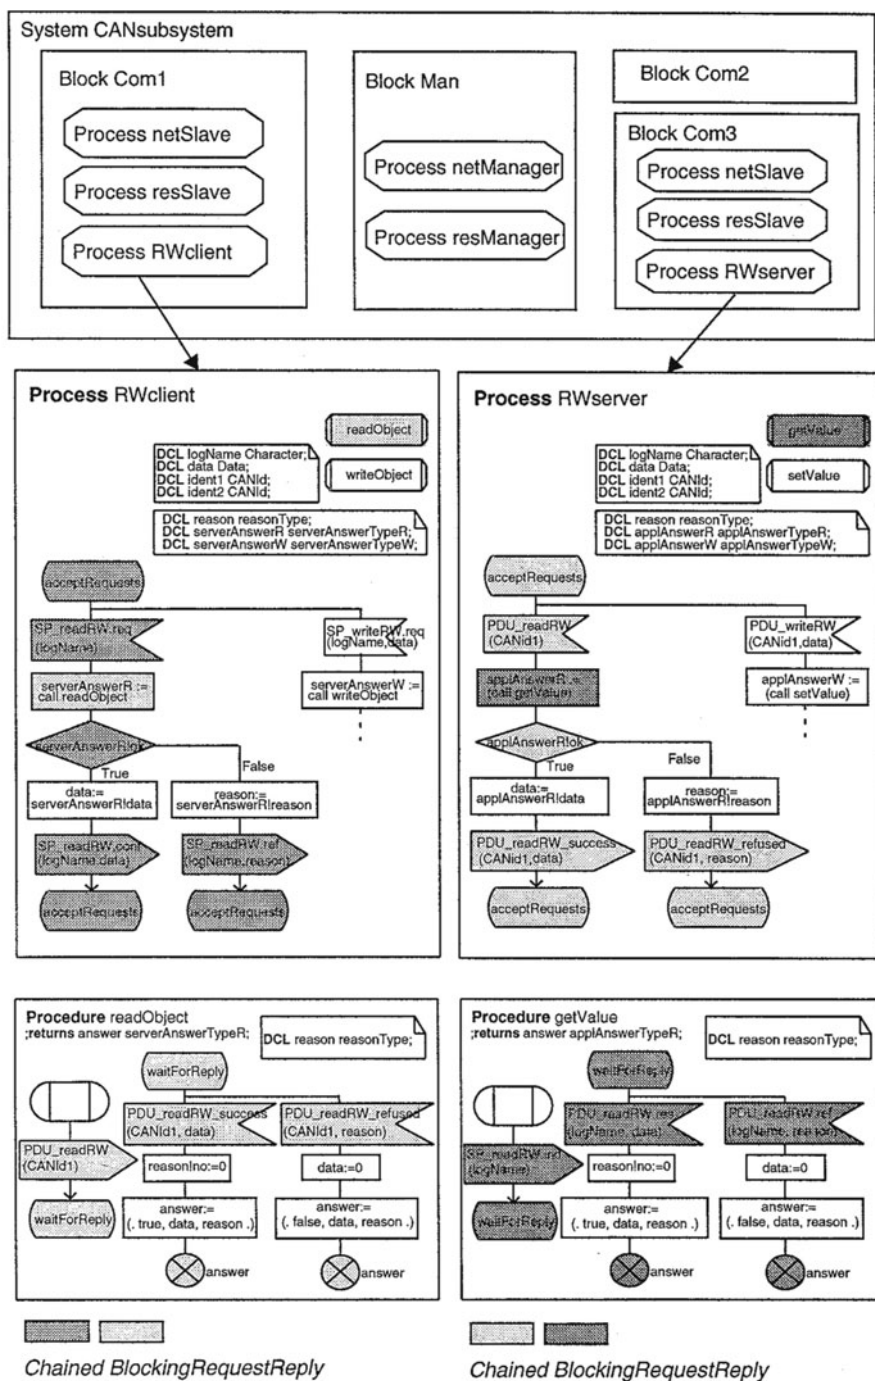 System CANsubsystem
Block Com1
Process netSlave
Process resSlave
Process RWclient
Block Man
Process netManager
Process resManager
Block Com2
Block Com3
Process netSlave
Process resSlave
Process RWserver
Process RWclient
readObject
writeObject
DCL logName Character;
DCL data Data;
DCL ident1 CANId;
DCL ident2 CANId;
DCL reason reasonType;
DCL serverAnswerR serverAnswerTypeR;
DCL serverAnswerW serverAnswerTypeW;
acceptRequests
SP_readRW.req
(logName)
SP_writeRW.req
(logName,data)
serverAnswerR :=
call readObject
serverAnswerW :=
call writeObject
serverAnswerR!ok
True
False
data:=
serverAnswerR!data
reason:=
serverAnswerR!reason
SP_readRW.conf
(logName.data)
SP_readRW.ref
(logName,reason)
acceptRequests
acceptRequests
Process RWserver
getValue
setValue
DCL logName Character;
DCL data Data;
DCL ident1 CANId;
DCL ident2 CANId;
DCL reason reasonType;
DCL applAnswerR applAnswerTypeR;
DCL applAnswerW applAnswerTypeW;
acceptRequests
PDU_readRW
(CANid1)
PDU_writeRW
(CANid1,data)
applAnswerR :=
(call getValue)
applAnswerW :=
(call setValue)
applAnswerR!ok
True
False
data:=
applAnswerR!data
reason:=
applAnswerR!reason
PDU_readRW_success
(CANid1,data)
PDU_readRW_refused
(CANid1, reason)
acceptRequests
acceptRequests
Procedure readObject
;returns answer serverAnswerTypeR;
DCL reason reasonType;
waitForReply
PDU_readRW_success
(CANId1, data)
PDU_readRW_refused
(CANId1, reason)
PDU_readRW
(CANId1)
reason!no:=0
data:=0
waitForReply
answer:=
(. true, data, reason .)
answer:=
(. false, data, reason .)
answer
answer
Procedure getValue
;returns answer applAnswerTypeR;
DCL reason reasonType;
waitForReply
PDU_readRW.res
(logName, data)
PDU_readRW.ref
(logName, reason)
SP_readRW.ind
(logName)
reason!no:=0
data:=0
waitForReply
answer:=
(. true, data, reason .)
answer:=
(. false, data, reason .)
answer
answer
Chained BlockingRequestReply
Chained BlockingRequestReply